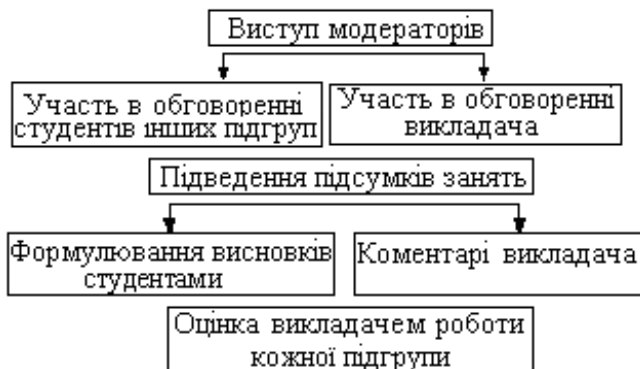 Виступ модераторів
Участь в обговоренні
студентів інших підгруп
Участь в обговоренні
викладача
Підведення підсумків занять
Формулювання висновків
студентами
Коментарі викладача
Оцінка викладачем роботи
кожної підгрупи